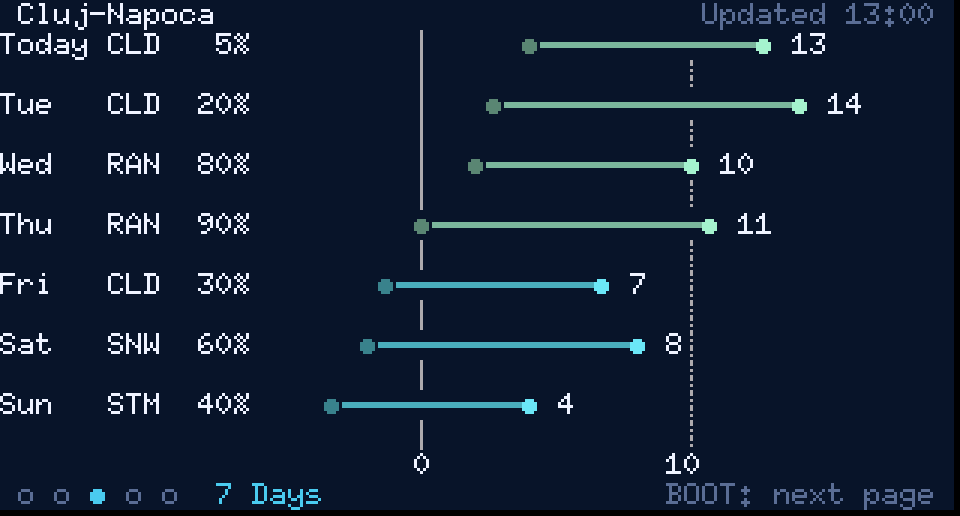 Cluj-Napoca Updated 13:00
Today CLD 5% 13
Tue CLD 20% 14
Wed RAN 80% 10
Thu RAN 90% 11
Fri CLD 30% 7
Sat SNW 60% 8
Sun STM 40% 4
0 10
7 Days BOOT: next page